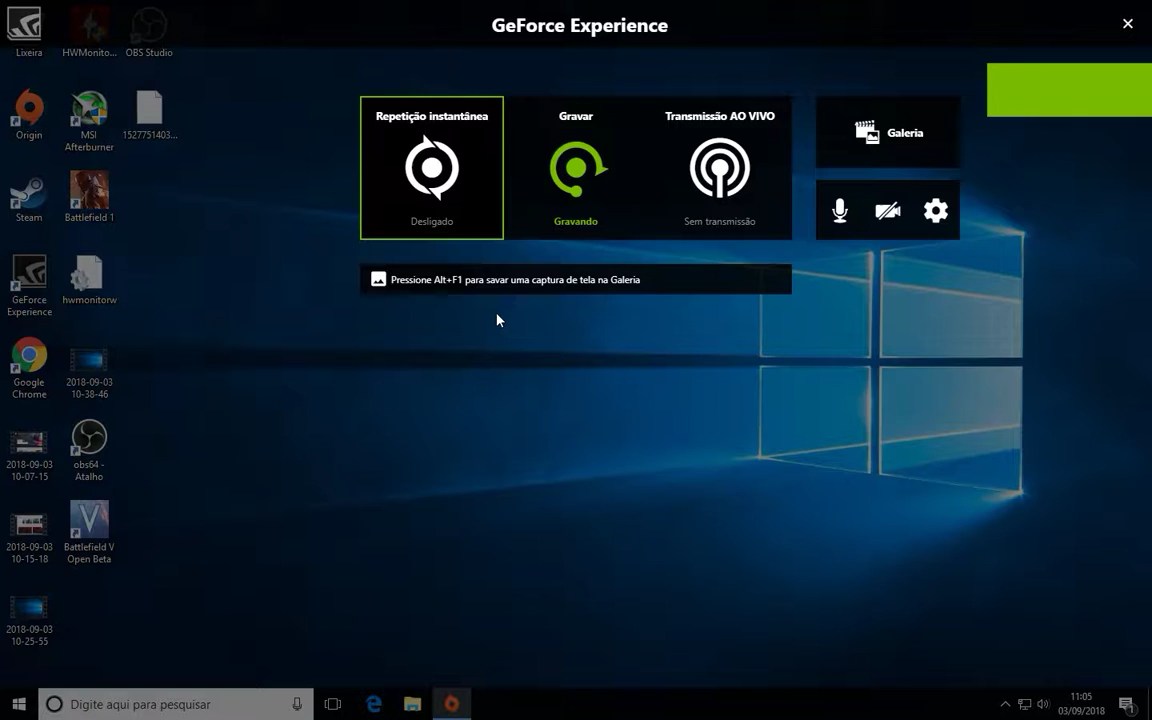 GeForce Experience
Repetição instantânea
Desligado
Gravar
Gravando
Transmissão AO VIVO
Sem transmissão
Galeria
Pressione Alt+F1 para savar uma captura de tela na Galeria
Lixeira
HWMonito...
OBS Studio
Origin
MSI
Afterburner
1527751403...
Steam
Battlefield 1
GeForce
Experience
hwmonitorw
Google
Chrome
2018-09-03
10-38-46
2018-09-03
10-07-15
obs64 -
Atalho
2018-09-03
10-15-18
Battlefield V
Open Beta
2018-09-03
10-25-55
Digite aqui para pesquisar
11:05
03/09/2018
1